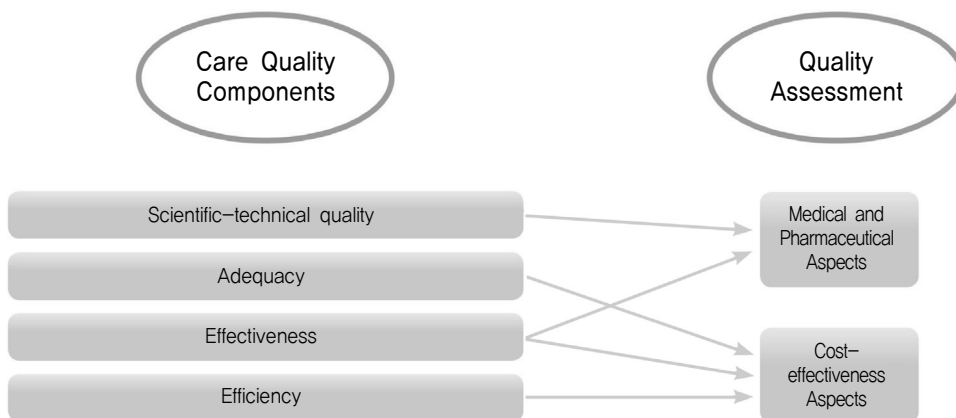 Care Quality
Components
Quality
Assessment
Scientific-technical quality
Adequacy
Effectiveness
Efficiency
Medical and
Pharmaceutical
Aspects
Cost-
effectiveness
Aspects